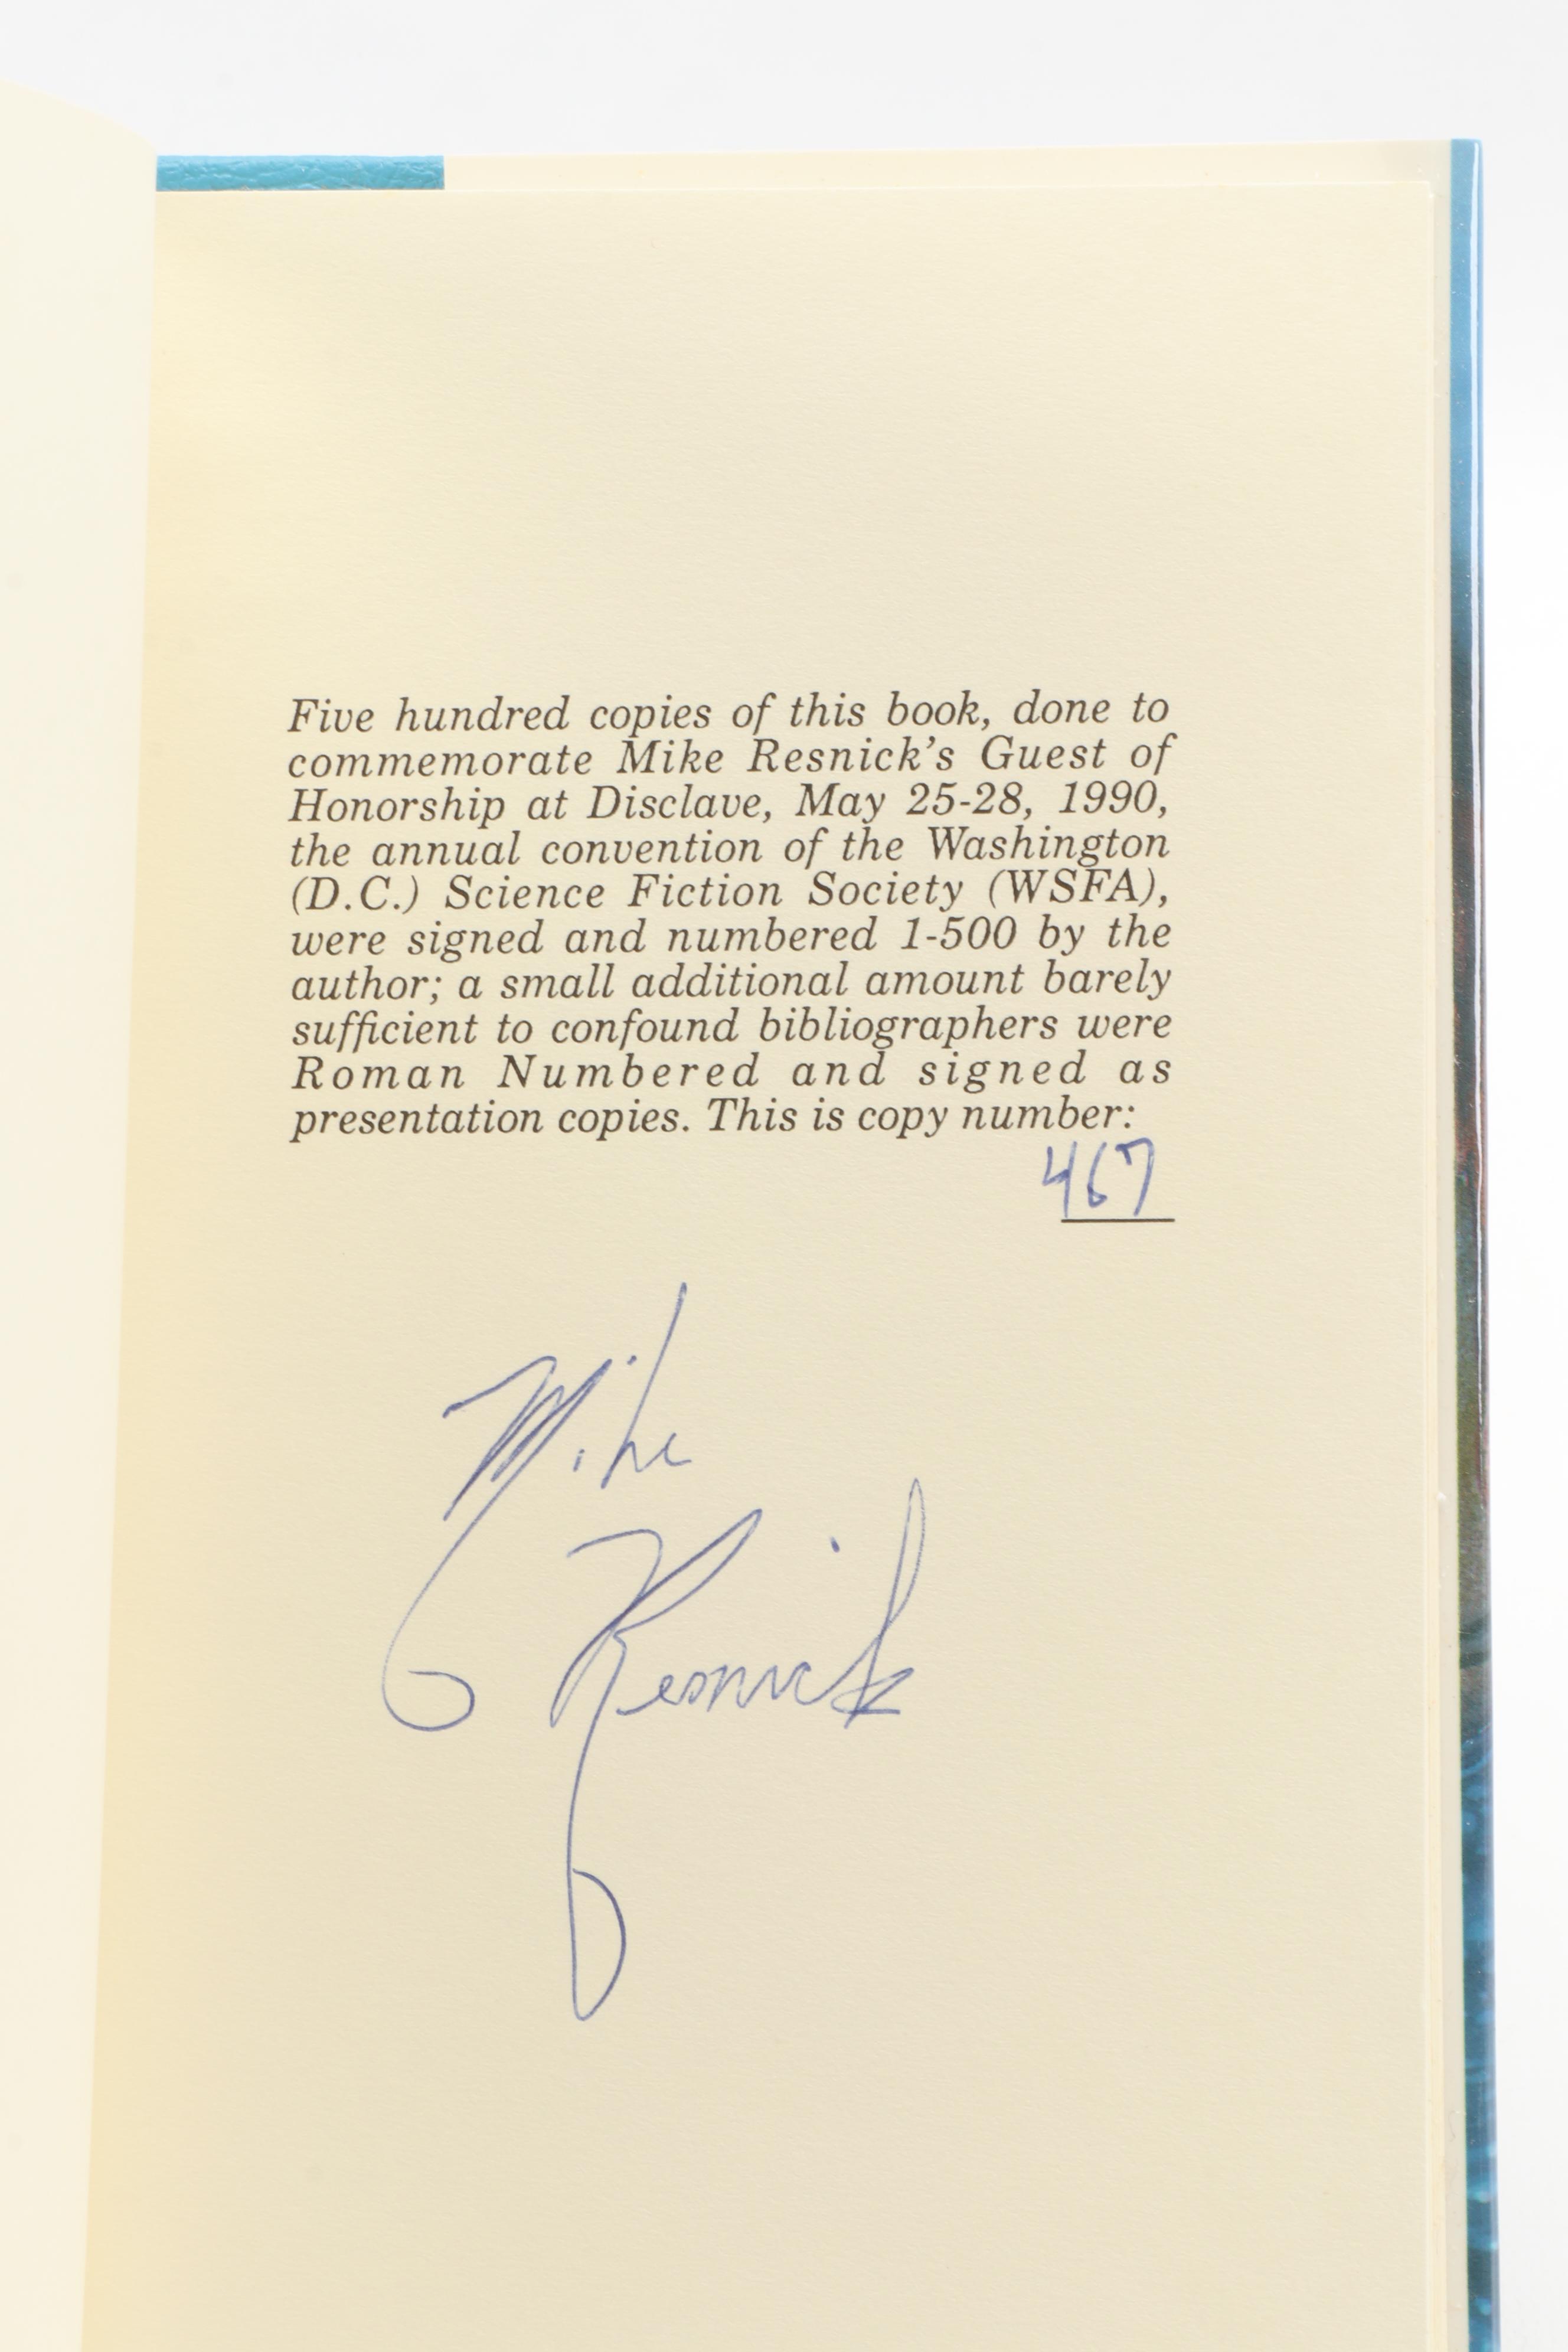 Five hundred copies of this book, done to
commemorate Mike Resnick's Guest of
Honorship at Disclave, May 25-28, 1990,
the annual convention of the Washington
(D.C.) Science Fiction Society (WSFA),
were signed and numbered 1-500 by the
author; a small additional amount barely
sufficient to confound bibliographers were
Roman Numbered and signed as
presentation copies. This is copy number:
467
Mike
Resnick